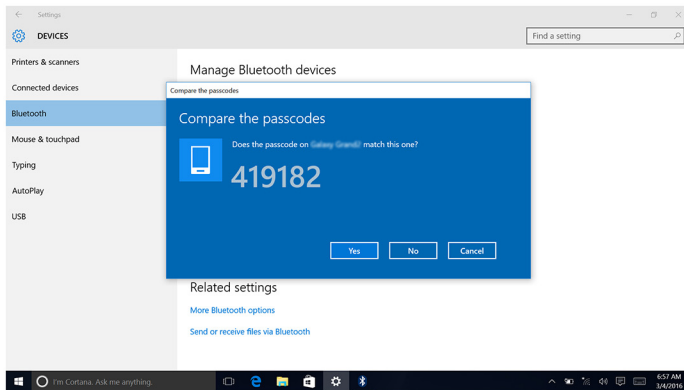 Settings
DEVICES
Find a setting
Printers & scanners
Connected devices
Bluetooth
Mouse & touchpad
Typing
AutoPlay
USB
Manage Bluetooth devices
Compare the passcodes
Compare the passcodes
Does the passcode on Galaxy Grand2 match this one?
419182
Yes
No
Cancel
Related settings
More Bluetooth options
Send or receive files via Bluetooth
I'm Cortana. Ask me anything.
6:57 AM
3/4/2016